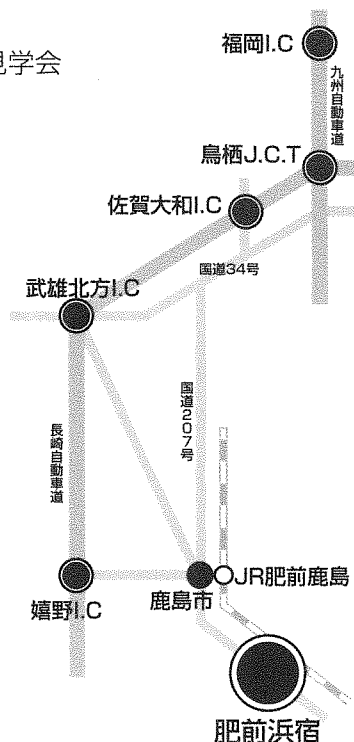 見学会
福岡I.C
九州自動車道
鳥栖J.C.T
佐賀大和I.C
国道34号
武雄北方I.C
国道207号
長崎自動車道
JR肥前鹿島
鹿島市
嬉野I.C
肥前浜宿